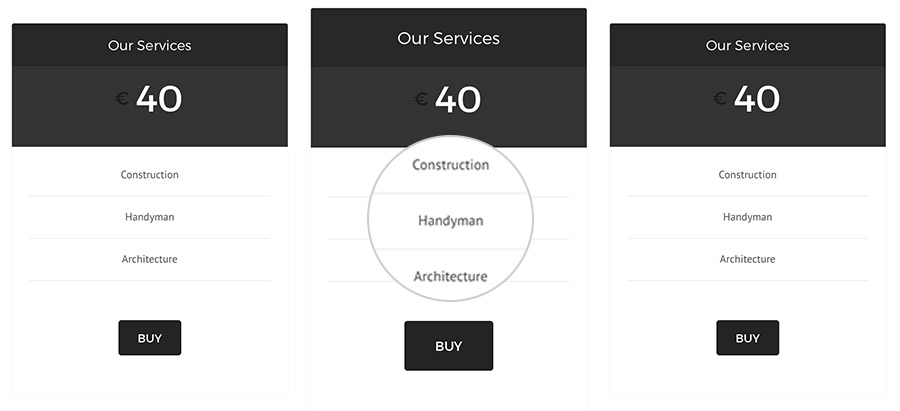 Our Services
€ 40
Construction
Handyman
Architecture
BUY
Our Services
€ 40
Construction
Handyman
Architecture
BUY
Our Services
€ 40
Construction
Handyman
Architecture
BUY